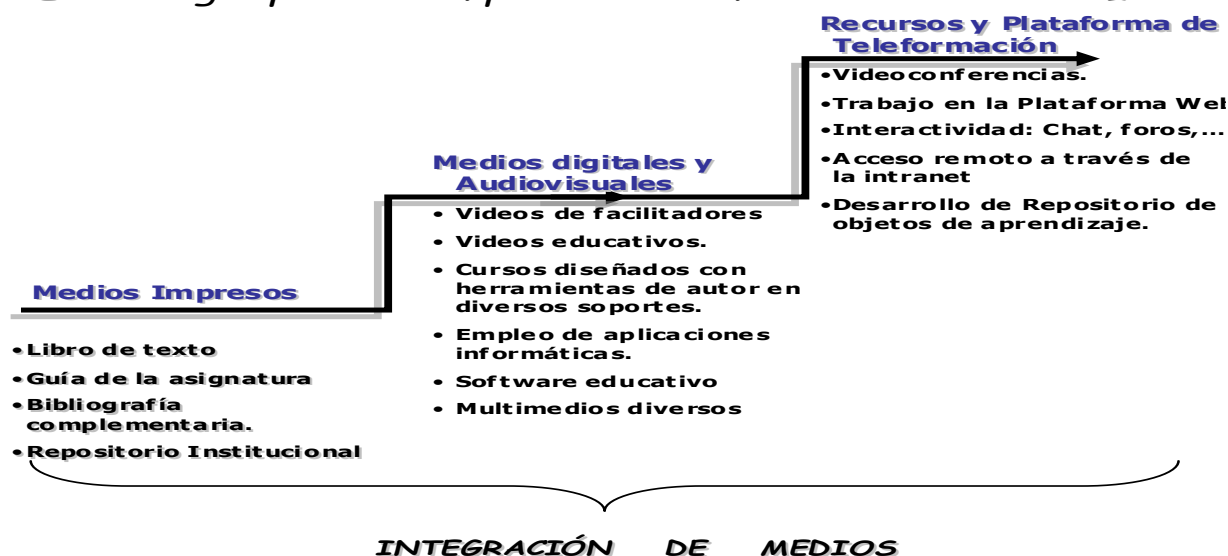 Medios Impresos
•Libro de texto
•Guía de la asignatura
•Bibliografía
complementaria.
•Repositorio Institucional
Medios digitales y
Audiovisuales
• Videos de facilitadores
• Videos educativos.
• Cursos diseñados con
herramientas de autor en
diversos soportes.
• Empleo de aplicaciones
informáticas.
• Software educativo
• Multimedios diversos
Recursos y Plataforma de
Teleformación
•Videoconferencias.
•Trabajo en la Plataforma Web
•Interactividad: Chat, foros,...
•Acceso remoto a través de
la intranet
•Desarrollo de Repositorio de
objetos de aprendizaje.
INTEGRACIÓN DE MEDIOS